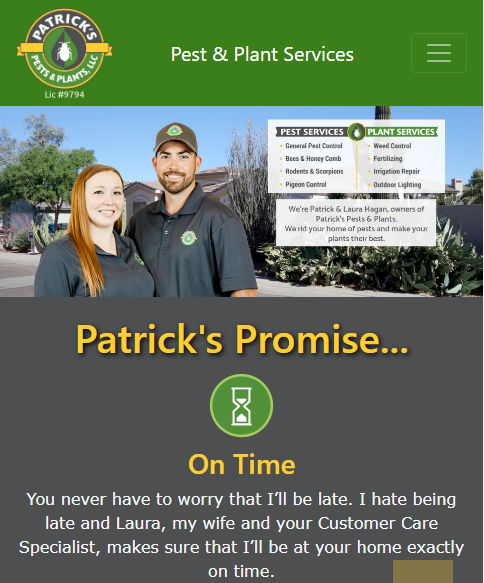 PATRICK'S
PESTS & PLANTS, LLC
Lic #9794
Pest & Plant Services
PEST SERVICES PLANT SERVICES
• General Pest Control • Weed Control
• Bees & Honey Comb • Fertilizing
• Rodents & Scorpions • Irrigation Repair
• Pigeon Control • Outdoor Lighting
We're Patrick & Laura Hagan, owners of
Patrick's Pests & Plants.
We rid your home of pests and make your
plants their best.
Patrick's Promise...
On Time
You never have to worry that I'll be late. I hate being
late and Laura, my wife and your Customer Care
Specialist, makes sure that I'll be at your home exactly
on time.